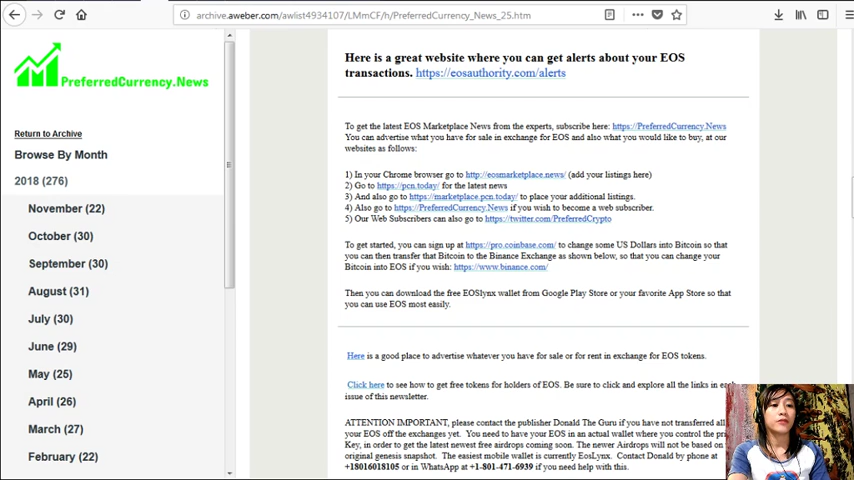 archive.aweber.com/awlist4934107/LMmCF/h/PreferredCurrency_News_25.htm
PreferredCurrency.News
Return to Archive
Browse By Month
2018 (276)
November (22)
October (30)
September (30)
August (31)
July (30)
June (29)
May (25)
April (26)
March (27)
February (22)
Here is a great website where you can get alerts about your EOS
transactions. https://eosauthority.com/alerts
To get the latest EOS Marketplace News from the experts, subscribe here: https://PreferredCurrency.News
You can advertise what you have for sale in exchange for EOS and also what you would like to buy, at our
websites as follows:
1) In your Chrome browser go to http://eosmarketplace.news/ (add your listings here)
2) Go to https://pcn.today/ for the latest news
3) And also go to https://marketplace.pcn.today/ to place your additional listings.
4) Also go to https://PreferredCurrency.News if you wish to become a web subscriber.
5) Our Web Subscribers can also go to https://twitter.com/PreferredCrypto
To get started, you can sign up at https://pro.coinbase.com/ to change some US Dollars into Bitcoin so that
you can then transfer that Bitcoin to the Binance Exchange as shown below, so that you can change your
Bitcoin into EOS if you wish: https://www.binance.com/
Then you can download the free EOSlynx wallet from Google Play Store or your favorite App Store so that
you can use EOS most easily.
Here is a good place to advertise whatever you have for sale or for rent in exchange for EOS tokens.
Click here to see how to get free tokens for holders of EOS. Be sure to click and explore all the links in each
issue of this newsletter.
ATTENTION IMPORTANT, please contact the publisher Donald The Guru if you have not transferred all
your EOS off the exchanges yet. You need to have your EOS in an actual wallet where you control the
Key, in order to get the latest newest free airdrops coming soon. The newer Airdrops will not be based on
original genesis snapshot. The easiest mobile wallet is currently EosLynx. Contact Donald by phone at
+18016018105 or in WhatsApp at +1-801-471-6939 if you need help with this.